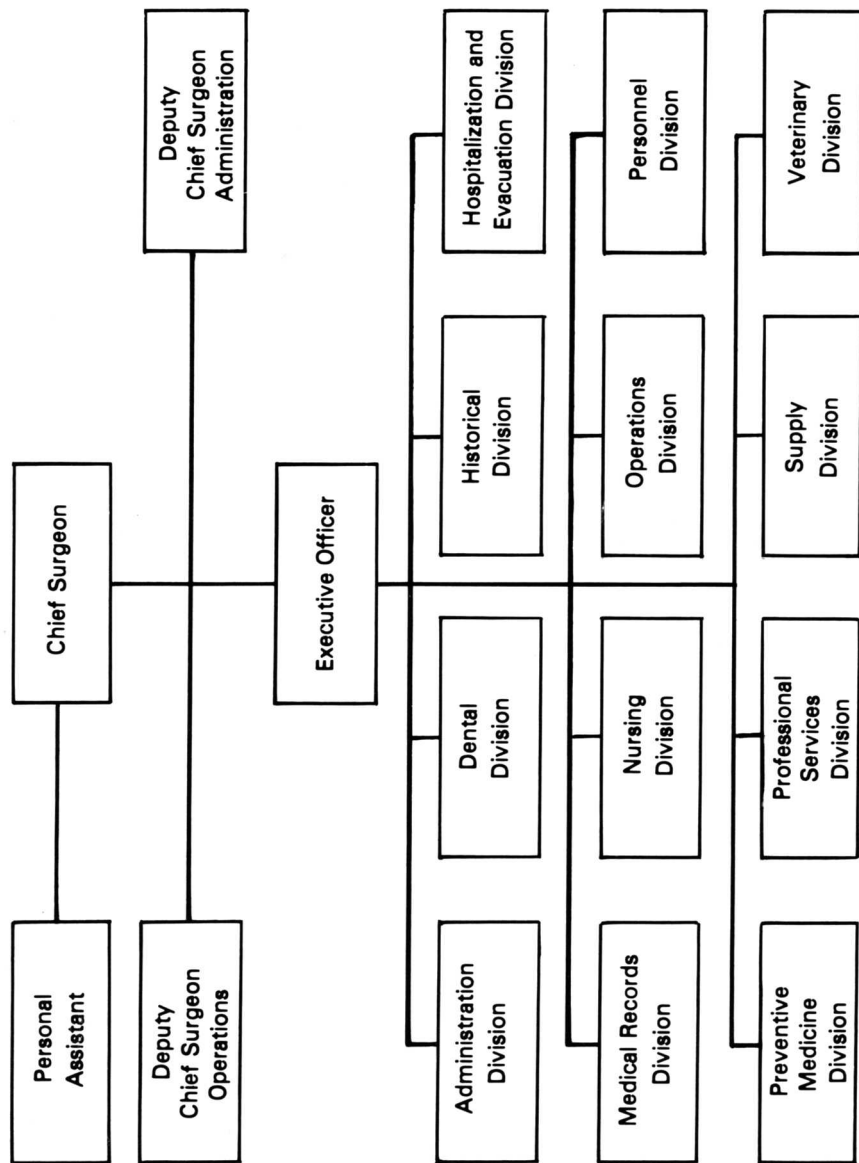 Chief Surgeon
Personal
Assistant
Deputy
Chief Surgeon
Operations
Deputy
Chief Surgeon
Administration
Executive Officer
Administration
Division
Dental
Division
Historical
Division
Hospitalization and
Evacuation Division
Medical Records
Division
Nursing
Division
Operations
Division
Personnel
Division
Preventive
Medicine
Division
Professional
Services
Division
Supply
Division
Veterinary
Division